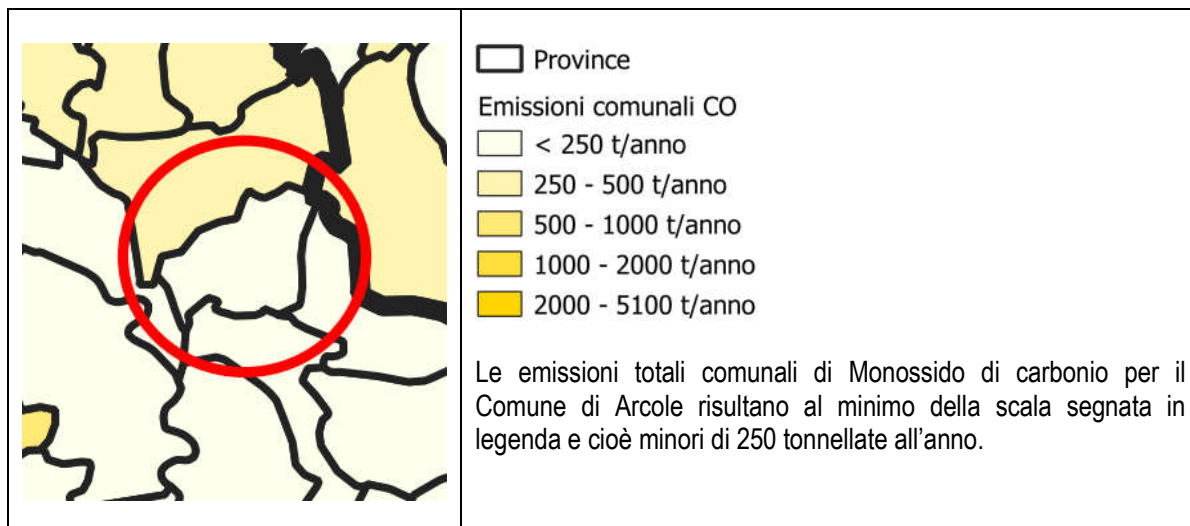 Province
Emissioni comunali CO
< 250 t/anno
250 - 500 t/anno
500 - 1000 t/anno
1000 - 2000 t/anno
2000 - 5100 t/anno
Le emissioni totali comunali di Monossido di carbonio per il
Comune di Arcole risultano al minimo della scala segnata in
legenda e cioè minori di 250 tonnellate all’anno.